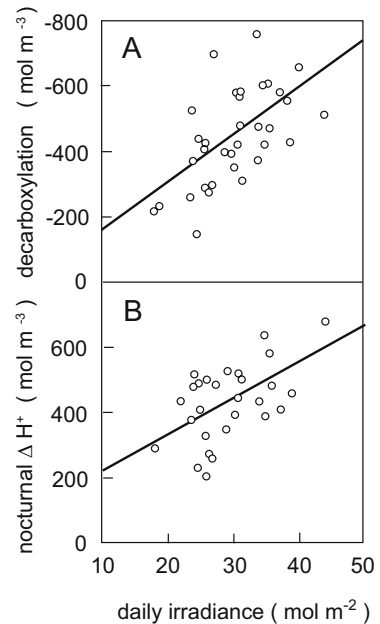 A
-800
-600
-400
-200
0
decarboxylation ( mol m⁻³ )
B
600
400
200
0
nocturnal Δ H⁺ ( mol m⁻³ )
10 20 30 40 50
daily irradiance ( mol m⁻² )